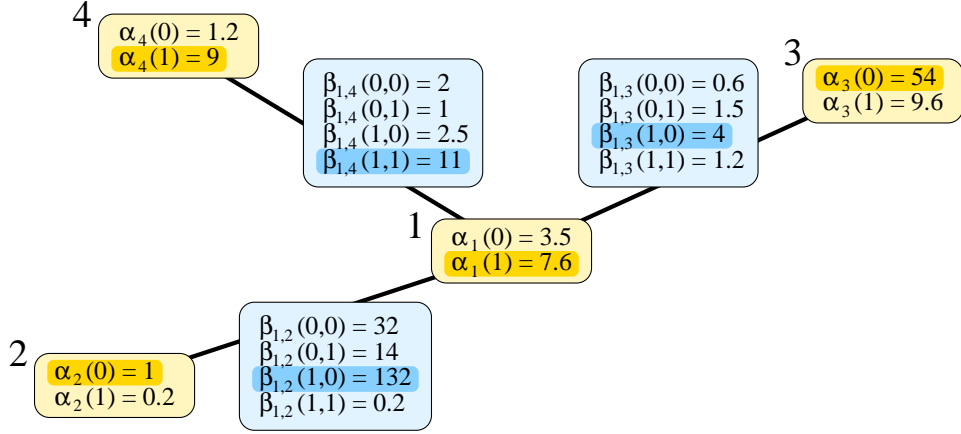 4
α₄(0) = 1.2
α₄(1) = 9
β₁,₄(0,0) = 2
β₁,₄(0,1) = 1
β₁,₄(1,0) = 2.5
β₁,₄(1,1) = 11
β₁,₃(0,0) = 0.6
β₁,₃(0,1) = 1.5
β₁,₃(1,0) = 4
β₁,₃(1,1) = 1.2
3
α₃(0) = 54
α₃(1) = 9.6
1
α₁(0) = 3.5
α₁(1) = 7.6
2
α₂(0) = 1
α₂(1) = 0.2
β₁,₂(0,0) = 32
β₁,₂(0,1) = 14
β₁,₂(1,0) = 132
β₁,₂(1,1) = 0.2